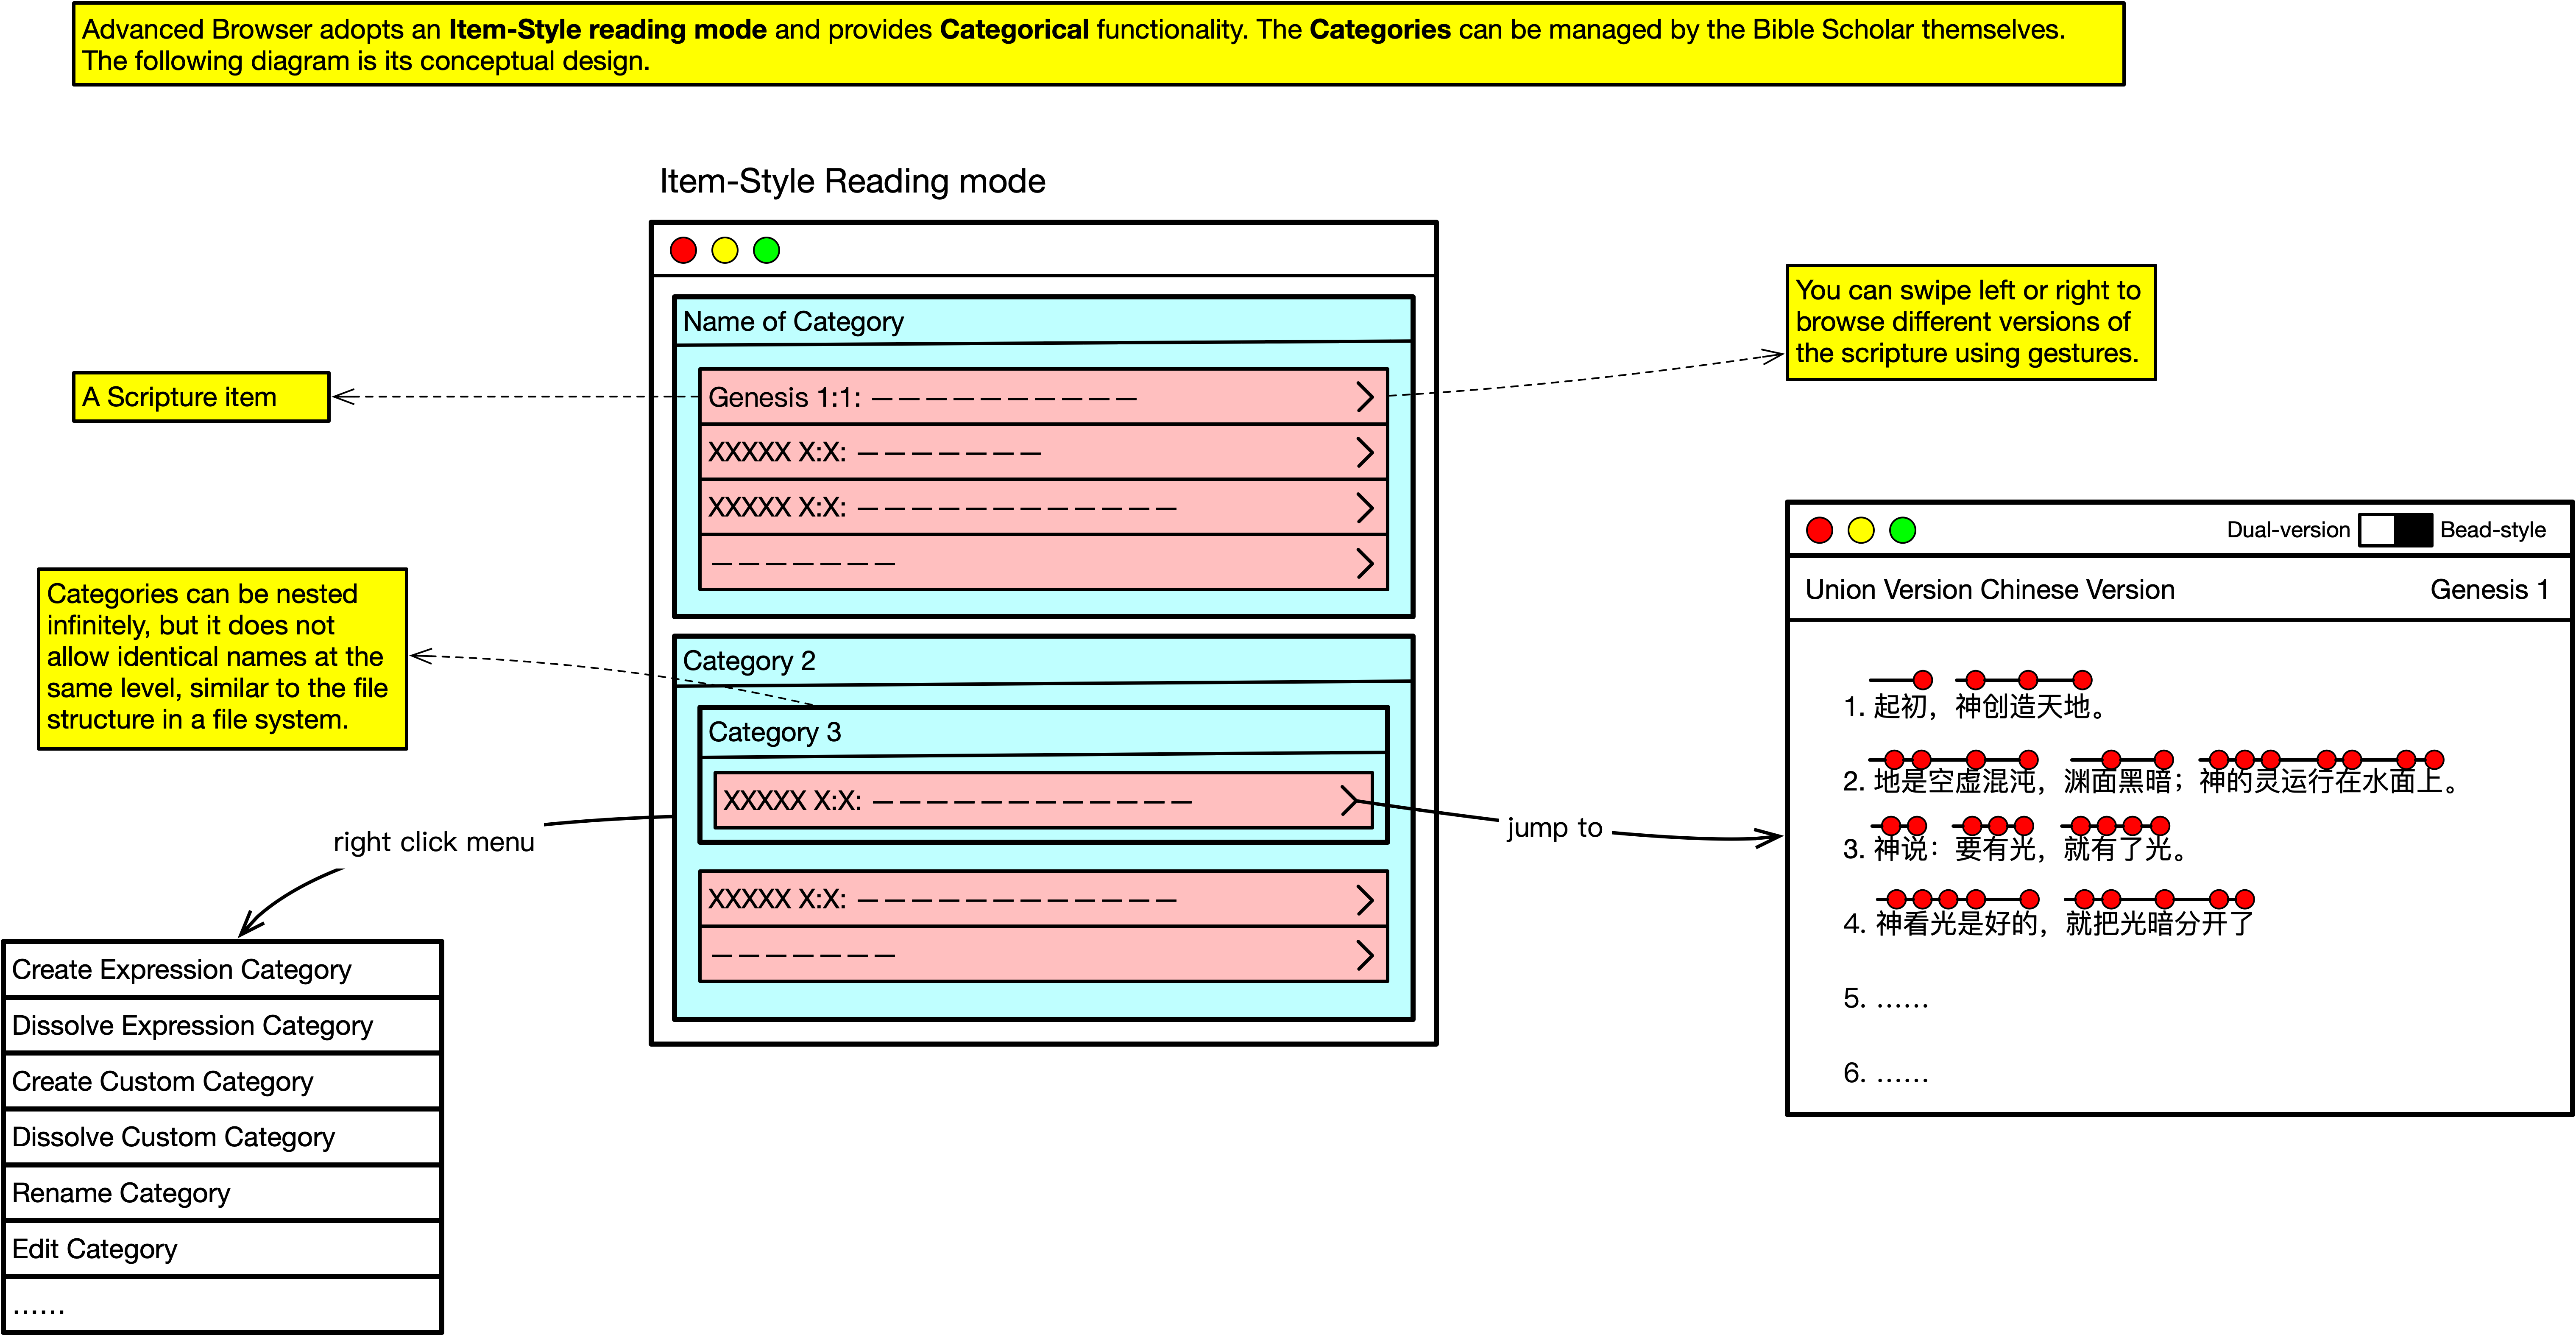 Advanced Browser adopts an Item-Style reading mode and provides Categorical functionality. The Categories can be managed by the Bible Scholar themselves.
The following diagram is its conceptual design.
Item-Style Reading mode
Name of Category
Genesis 1:1: — — — — — — — — — —
XXXXX X:X: — — — — — — —
XXXXX X:X: — — — — — — — — — — — —
— — — — — — —
A Scripture item
You can swipe left or right to
browse different versions of
the scripture using gestures.
Categories can be nested
infinitely, but it does not
allow identical names at the
same level, similar to the file
structure in a file system.
Category 2
Category 3
XXXXX X:X: — — — — — — — — — — — —
XXXXX X:X: — — — — — — — — — — — —
— — — — — — —
right click menu
jump to
Create Expression Category
Dissolve Expression Category
Create Custom Category
Dissolve Custom Category
Rename Category
Edit Category
......
Dual-version Bead-style
Union Version Chinese Version Genesis 1
1. 起初，神创造天地。
2. 地是空虚混沌，渊面黑暗；神的灵运行在水面上。
3. 神说：要有光，就有了光。
4. 神看光是好的，就把光暗分开了
5. ......
6. ......